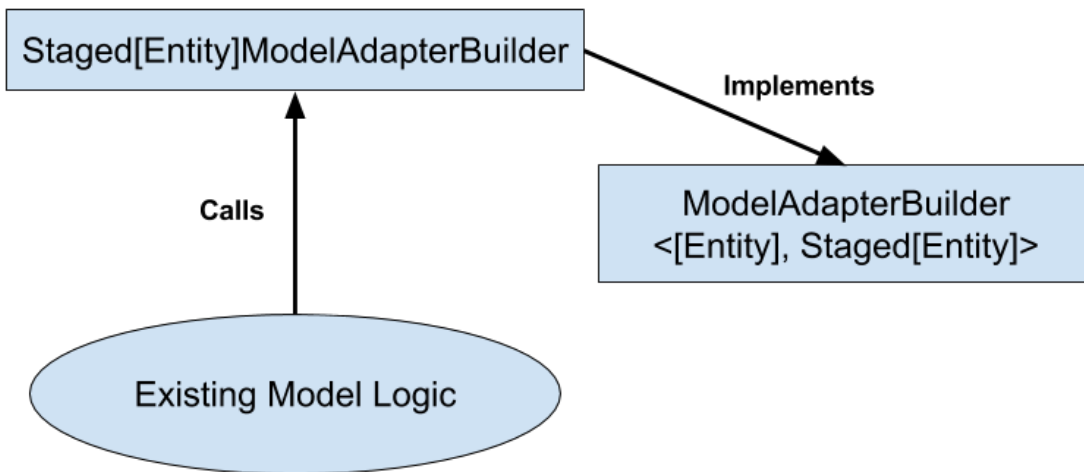 Staged[Entity]ModelAdapterBuilder
Implements
Calls
ModelAdapterBuilder
<[Entity], Staged[Entity]>
Existing Model Logic